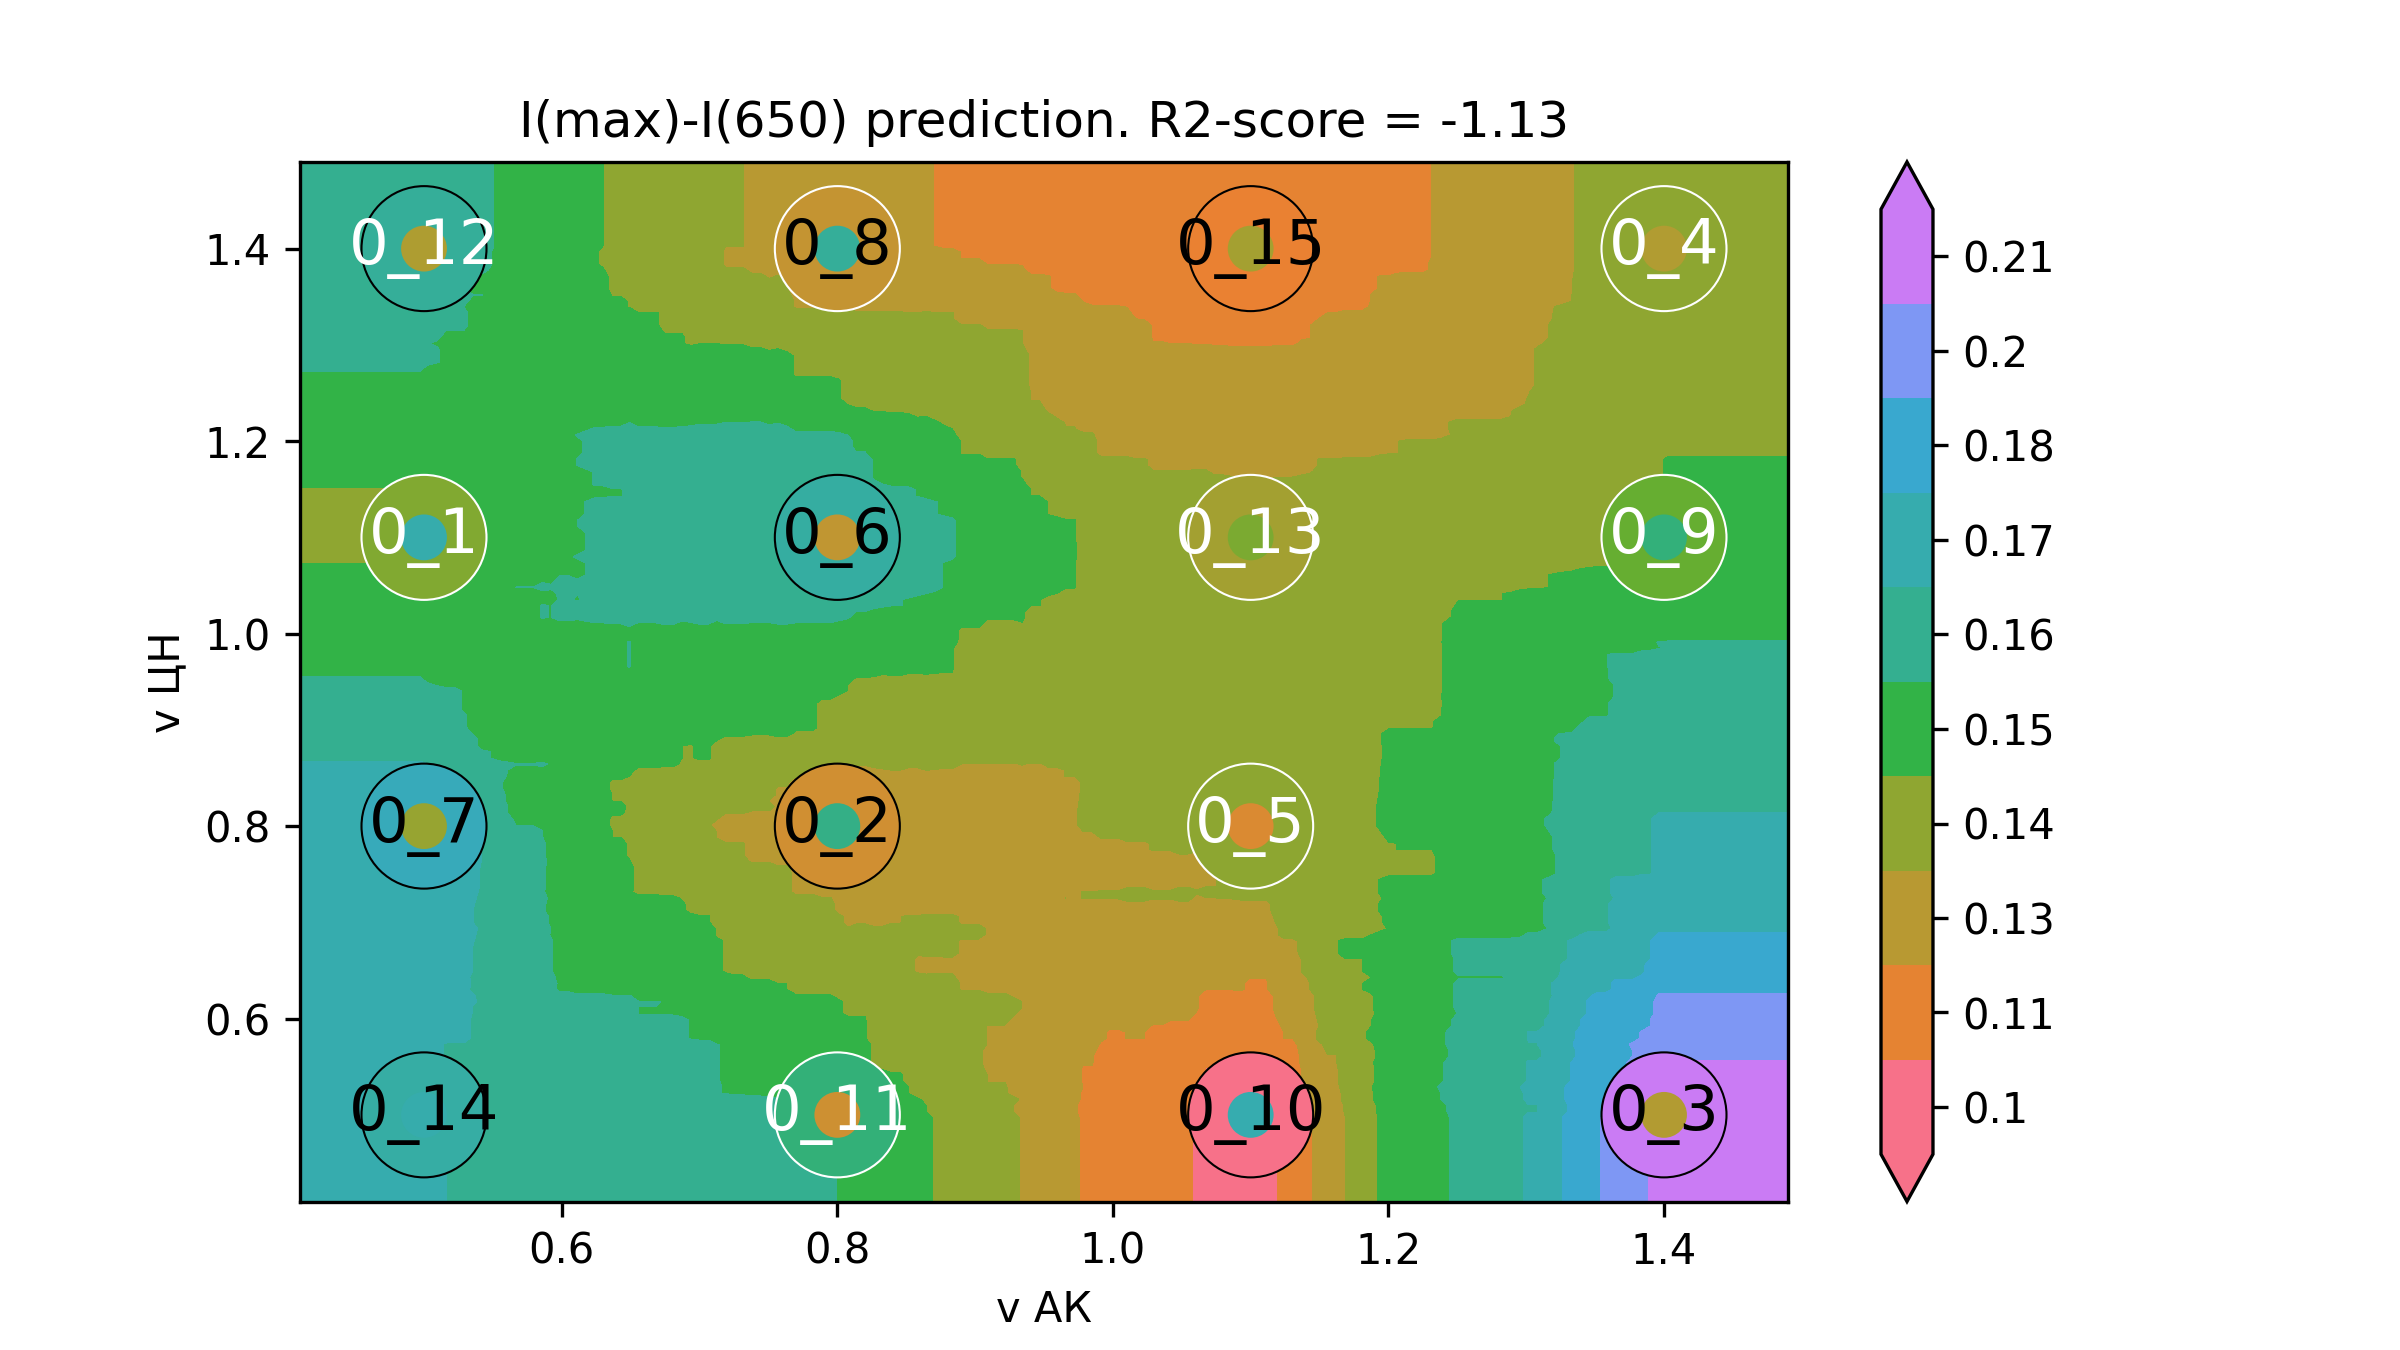 I(max)-I(650) prediction. R2-score = -1.13
0_12 0_8 0_15 0_4
0_1 0_6 0_13 0_9
0_7 0_2 0_5
0_14 0_11 0_10 0_3
1.4
1.2
1.0
0.8
0.6
v ЦН
0.6 0.8 1.0 1.2 1.4
v АК
0.21
0.2
0.18
0.17
0.16
0.15
0.14
0.13
0.11
0.1